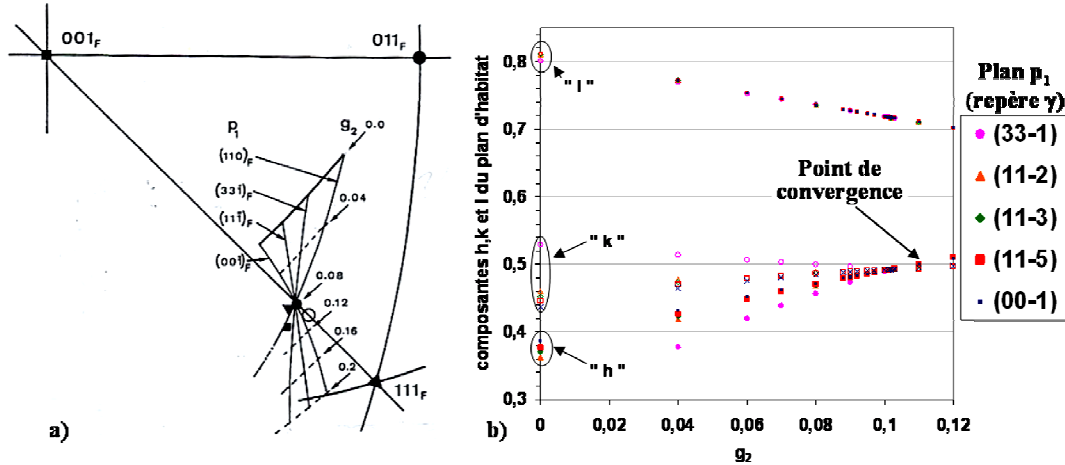 001F
011F
P1
g2
0.0
(110)F
(331̄)F
0.04
(111̄)F
(001̄)F
0.08
0.12
0.16
0.2
111F
a)
composantes h,k et l du plan d'habitat
0,8
0,7
0,6
0,5
0,4
0,3
" l "
" k "
" h "
Point de
convergence
0
0,02
0,04
0,06
0,08
0,1
0,12
g2
b)
Plan p1
(repère γ)
(33-1)
(11-2)
(11-3)
(11-5)
(00-1)